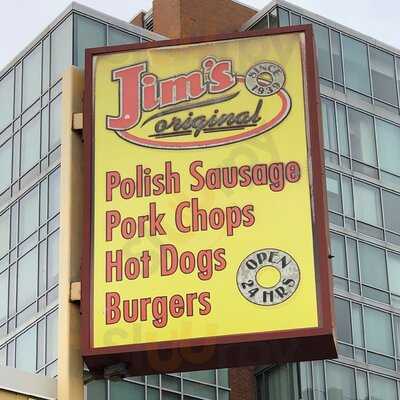 Jim's
SINCE
1939
original
Polish Sausage
Pork Chops
Hot Dogs
Burgers
OPEN
24 HRS